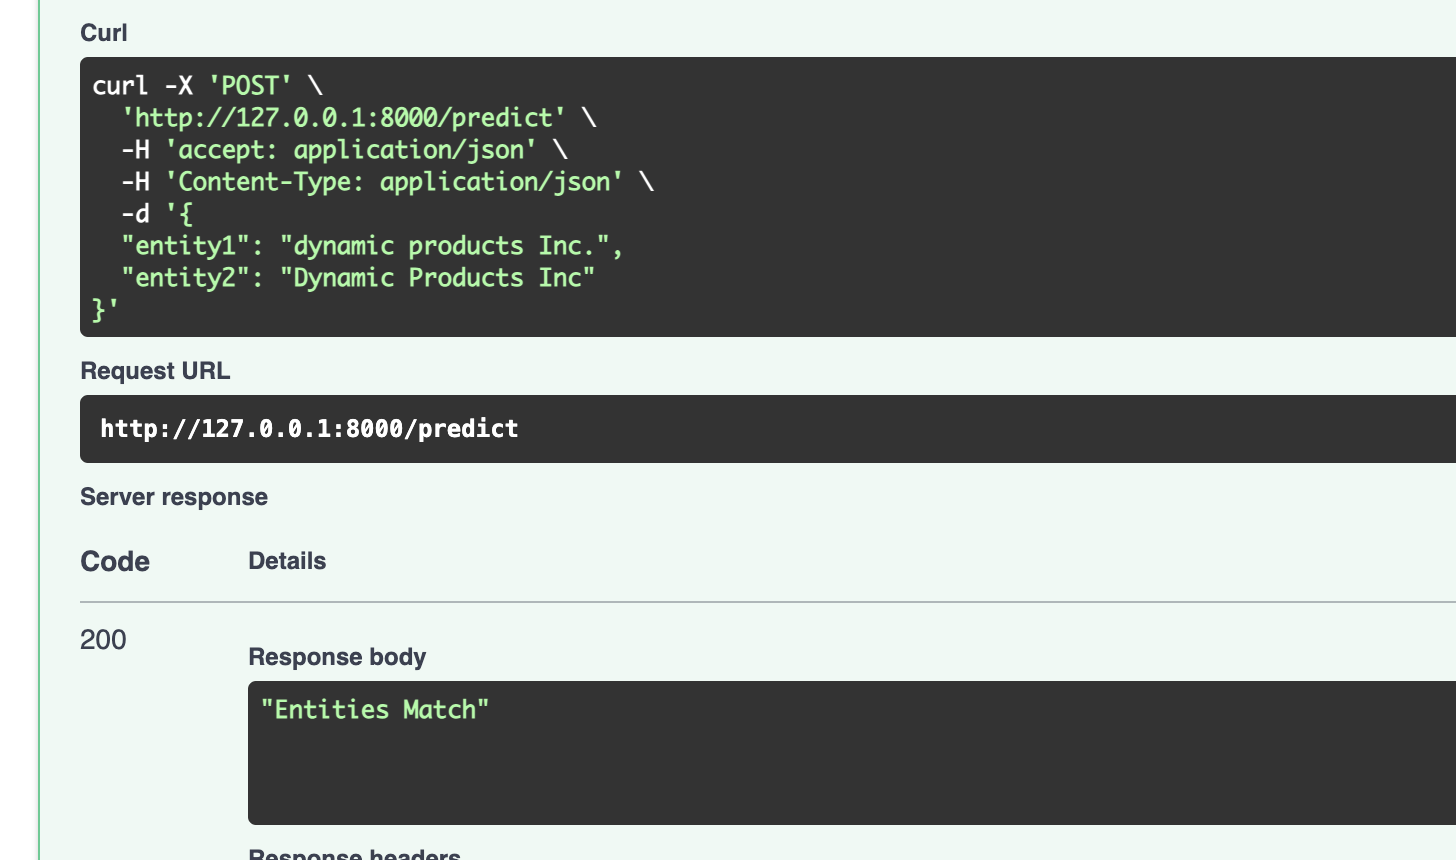 Curl
curl -X 'POST' \
  'http://127.0.0.1:8000/predict' \
  -H 'accept: application/json' \
  -H 'Content-Type: application/json' \
  -d '{
  "entity1": "dynamic products Inc.",
  "entity2": "Dynamic Products Inc"
}'
Request URL
http://127.0.0.1:8000/predict
Server response
Code Details
200
Response body
"Entities Match"
Response headers